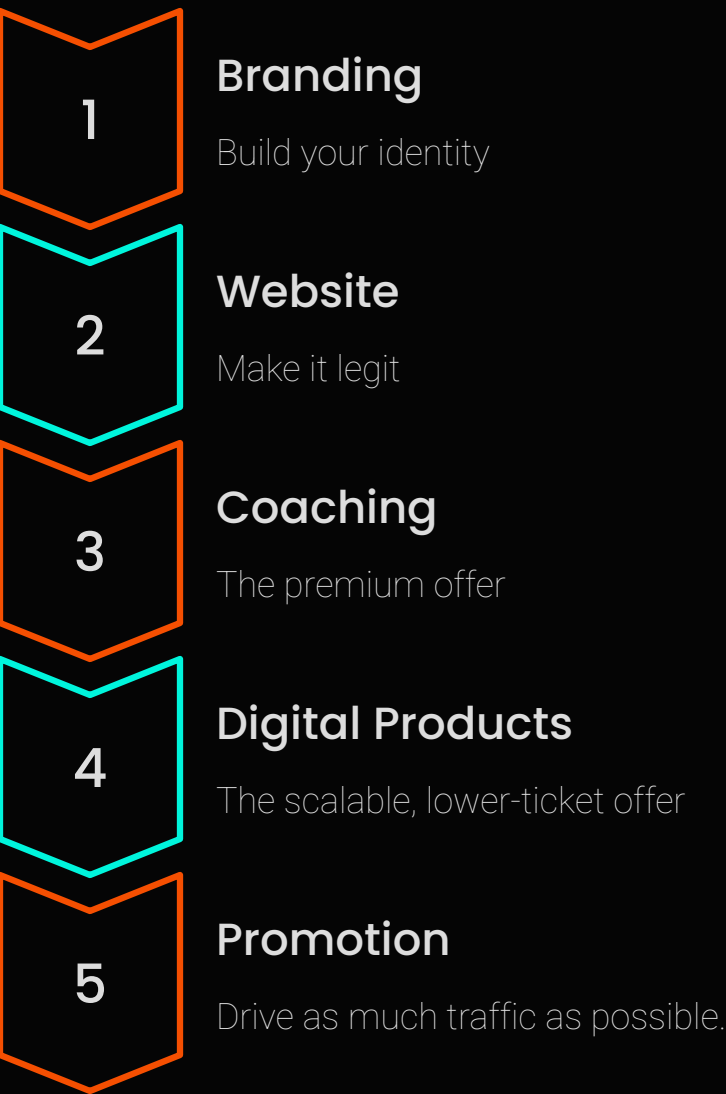 1
Branding
Build your identity
2
Website
Make it legit
3
Coaching
The premium offer
4
Digital Products
The scalable, lower-ticket offer
5
Promotion
Drive as much traffic as possible.